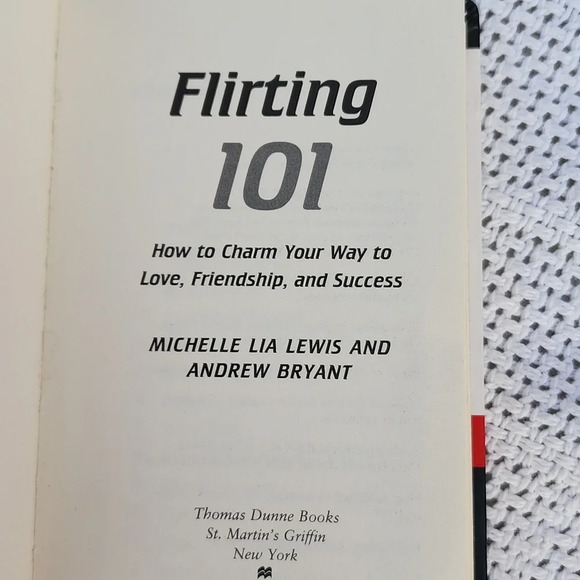 Flirting
101
How to Charm Your Way to
Love, Friendship, and Success
MICHELLE LIA LEWIS AND
ANDREW BRYANT
Thomas Dunne Books
St. Martin's Griffin
New York